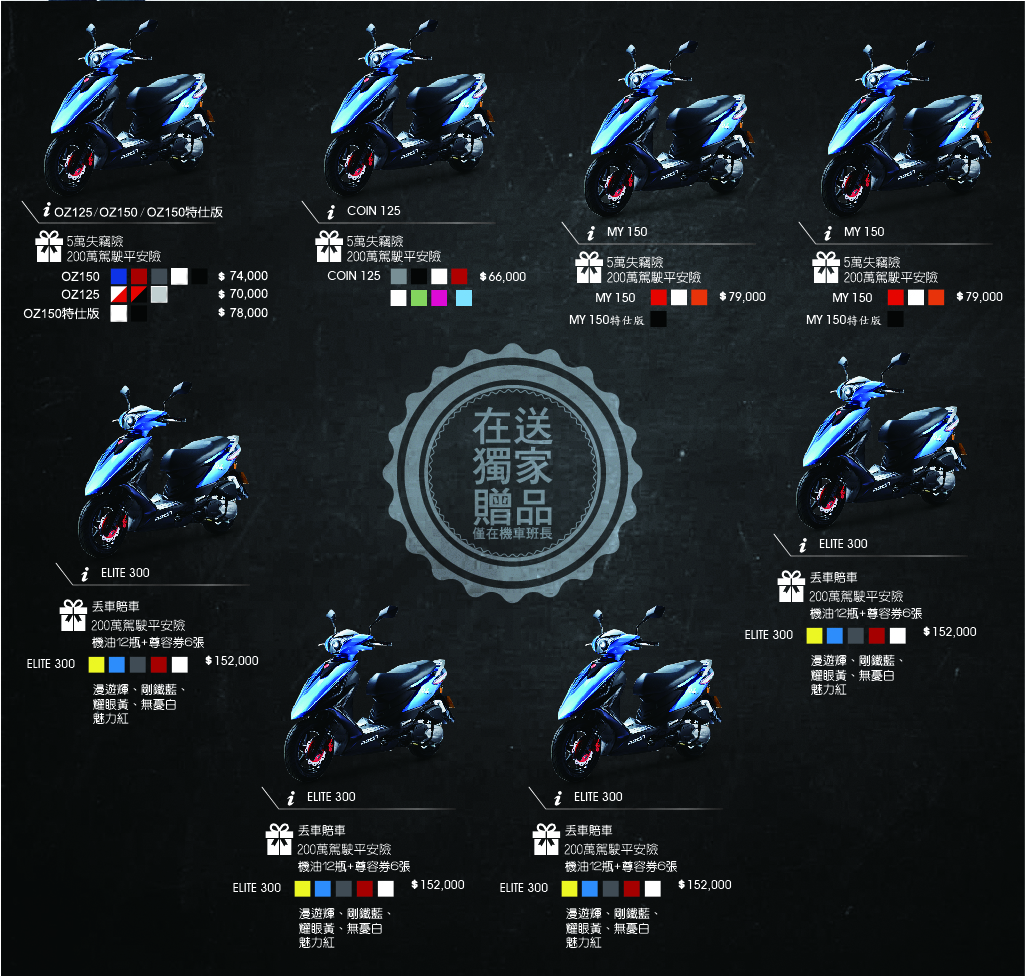 OZ125/OZ150/OZ150特仕版
5萬失竊險
200萬駕駛平安險
OZ150 $ 74,000
OZ125 $ 70,000
OZ150特仕版 $ 78,000
COIN 125
5萬失竊險
200萬駕駛平安險
COIN 125 $66,000
MY 150
5萬失竊險
200萬駕駛平安險
MY 150 $79,000
MY 150特仕版
MY 150
5萬失竊險
200萬駕駛平安險
MY 150 $79,000
MY 150特仕版
在送
獨家
贈品
僅在機車班長
ELITE 300
丟車賠車
200萬駕駛平安險
機油12瓶+尊容券6張
ELITE 300 $152,000
漫遊輝、剛鐵藍、
耀眼黃、無憂白
魅力紅
ELITE 300
丟車賠車
200萬駕駛平安險
機油12瓶+尊容券6張
ELITE 300 $152,000
漫遊輝、剛鐵藍、
耀眼黃、無憂白
魅力紅
ELITE 300
丟車賠車
200萬駕駛平安險
機油12瓶+尊容券6張
ELITE 300 $152,000
漫遊輝、剛鐵藍、
耀眼黃、無憂白
魅力紅
ELITE 300
丟車賠車
200萬駕駛平安險
機油12瓶+尊容券6張
ELITE 300 $152,000
漫遊輝、剛鐵藍、
耀眼黃、無憂白
魅力紅